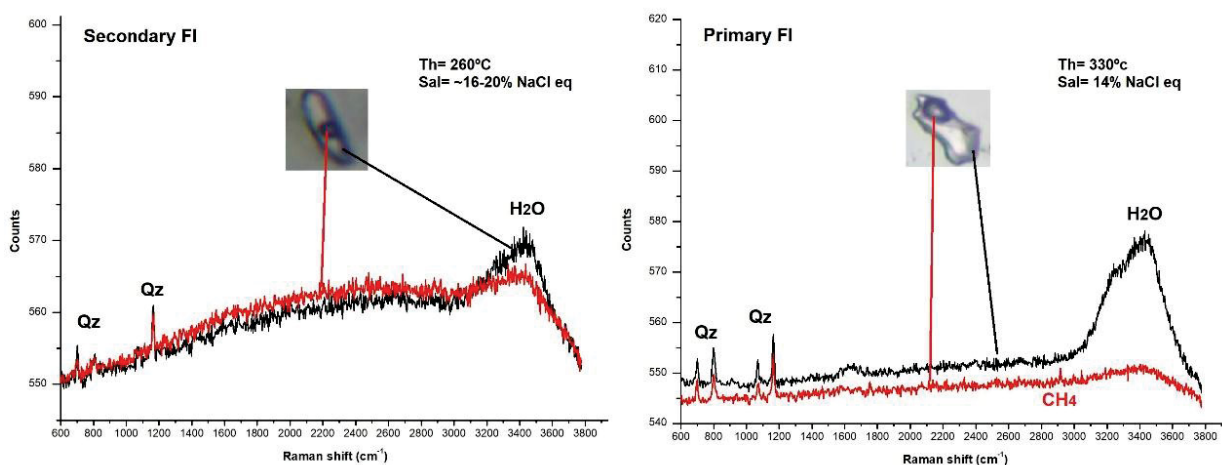 Secondary FI
Th= 260ºC
Sal= ~16-20% NaCl eq
H2O
Qz
Qz
Counts
600
590
580
570
560
550
600 800 1000 1200 1400 1600 1800 2000 2200 2400 2600 2800 3000 3200 3400 3600 3800
Raman shift (cm-1)
Primary FI
Th= 330ºc
Sal= 14% NaCl eq
H2O
Qz
Qz
CH4
Counts
620
610
600
590
580
570
560
550
540
600 800 1000 1200 1400 1600 1800 2000 2200 2400 2600 2800 3000 3200 3400 3600 3800
Raman shift (cm-1)